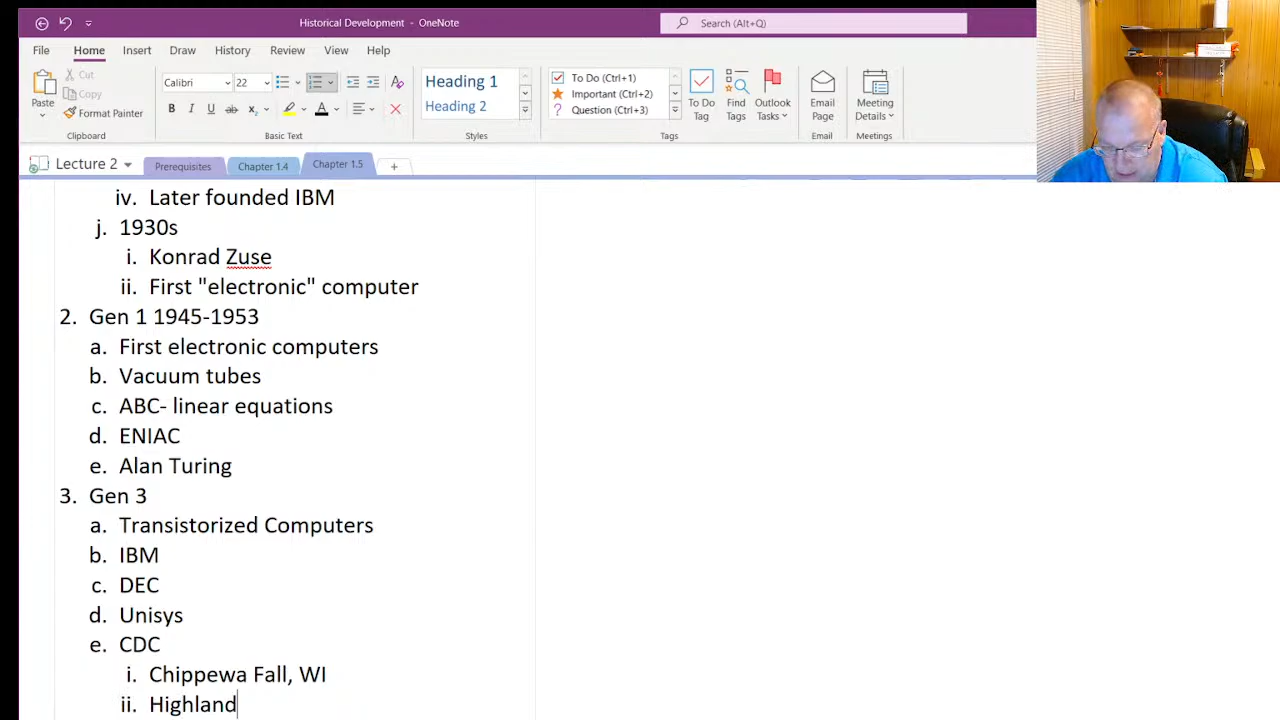 Historical Development - OneNote
Search (Alt+Q)
File Home Insert Draw History Review View Help
Paste
Cut
Copy
Format Painter
Clipboard
Calibri 22
B I U ab x₂ A
Basic Text
Heading 1
Heading 2
Styles
To Do (Ctrl+1)
Important (Ctrl+2)
? Question (Ctrl+3)
To Do Tag
Find Tags
Outlook Tasks
Tags
Email Page
Email
Meeting Details
Meetings
Lecture 2 Prerequisites Chapter 1.4 Chapter 1.5 +
iv. Later founded IBM
j. 1930s
i. Konrad Zuse
ii. First "electronic" computer
2. Gen 1 1945-1953
a. First electronic computers
b. Vacuum tubes
c. ABC- linear equations
d. ENIAC
e. Alan Turing
3. Gen 3
a. Transistorized Computers
b. IBM
c. DEC
d. Unisys
e. CDC
i. Chippewa Fall, WI
ii. Highland